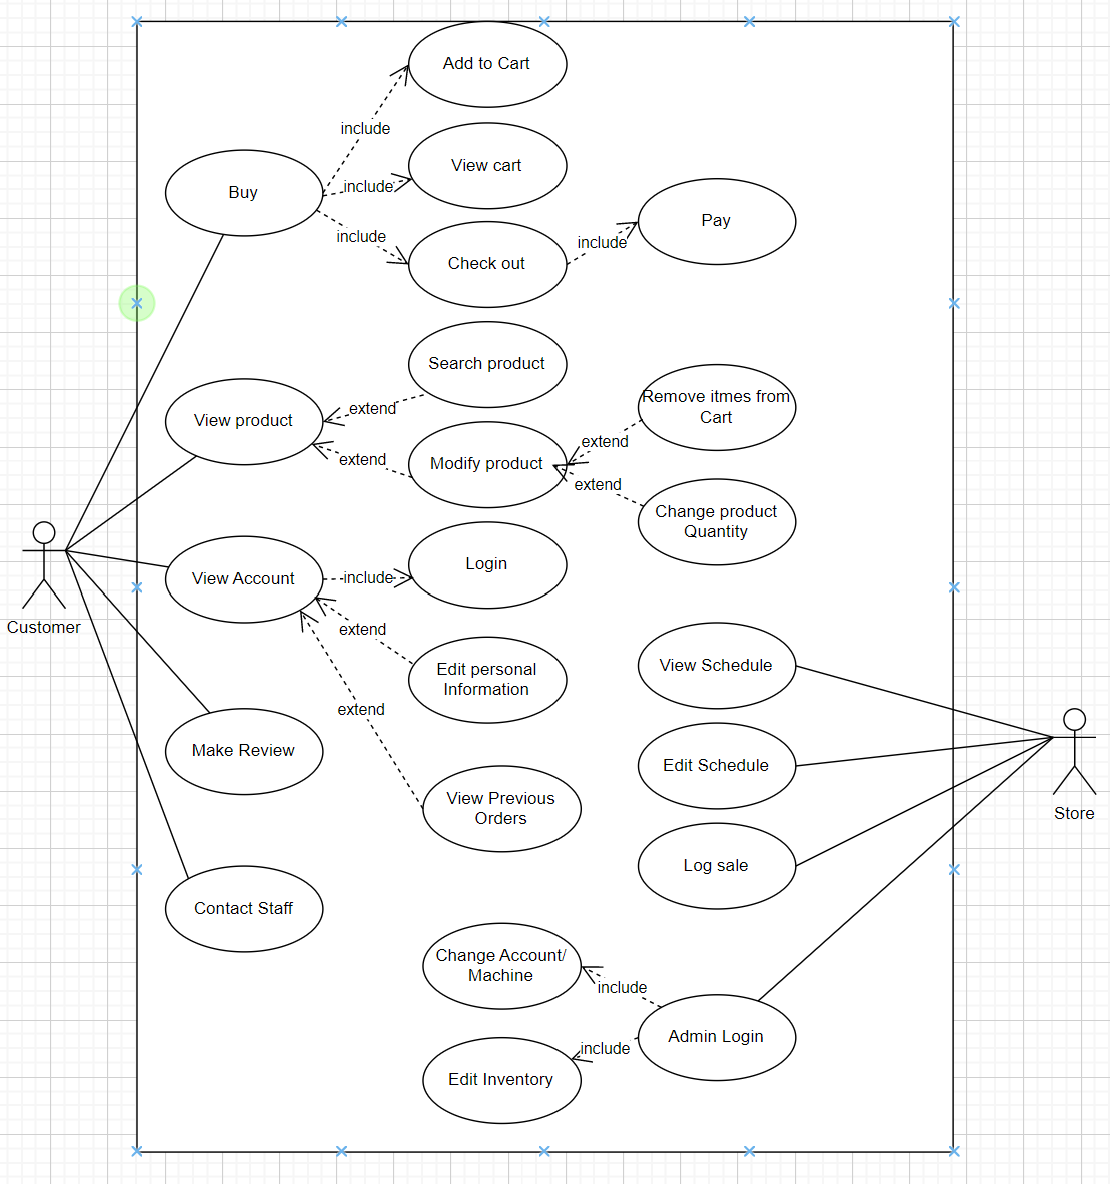 Add to Cart
include
View cart
include
Buy
include
Check out
include
Pay
Search product
extend
View product
extend
Modify product
Remove itmes from
Cart
extend
extend
Change product
Quantity
Customer
View Account
include
Login
extend
Edit personal
Information
extend
View Schedule
Make Review
Edit Schedule
View Previous
Orders
Store
Log sale
Contact Staff
Change Account/
Machine
include
Admin Login
include
Edit Inventory